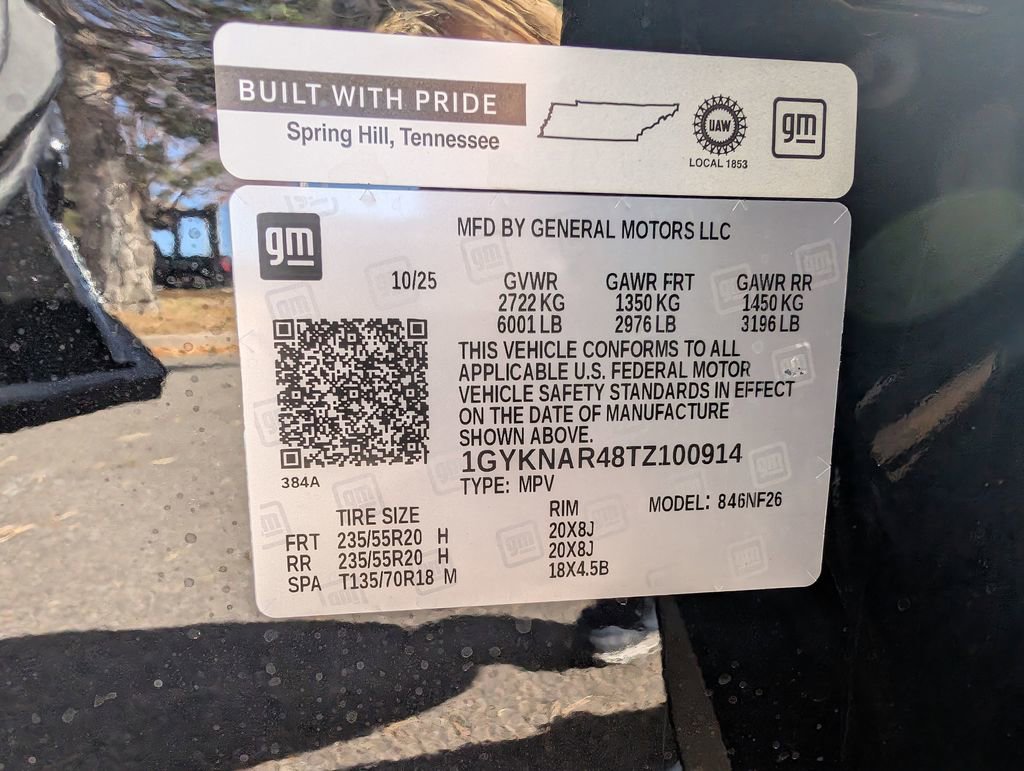 BUILT WITH PRIDE
Spring Hill, Tennessee
UAW
LOCAL 1853
gm
gm
MFD BY GENERAL MOTORS LLC
10/25 GVWR GAWR FRT GAWR RR
2722 KG 1350 KG 1450 KG
6001 LB 2976 LB 3196 LB
THIS VEHICLE CONFORMS TO ALL
APPLICABLE U.S. FEDERAL MOTOR
VEHICLE SAFETY STANDARDS IN EFFECT
ON THE DATE OF MANUFACTURE
SHOWN ABOVE.
1GYKNAR48TZ100914
384A
TYPE: MPV
MODEL: 846NF26
TIRE SIZE RIM
FRT 235/55R20 H 20X8J
RR 235/55R20 H 20X8J
SPA T135/70R18 M 18X4.5B